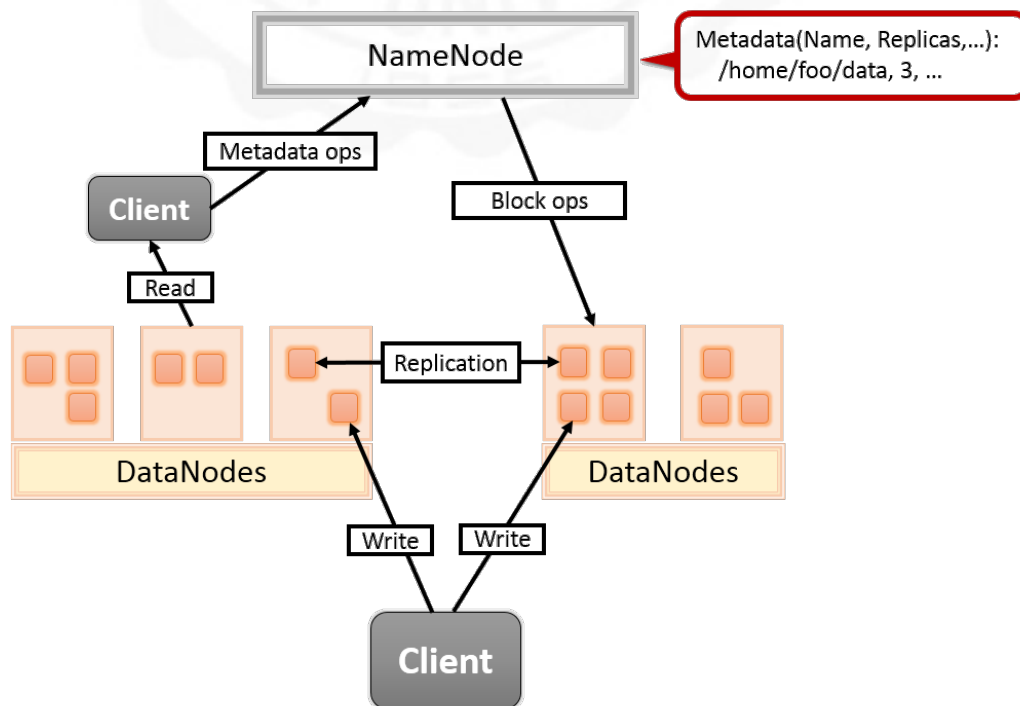 NameNode
Metadata(Name, Replicas,...):
/home/foo/data, 3, ...
Metadata ops
Client
Block ops
Read
Replication
DataNodes
DataNodes
Write
Write
Client